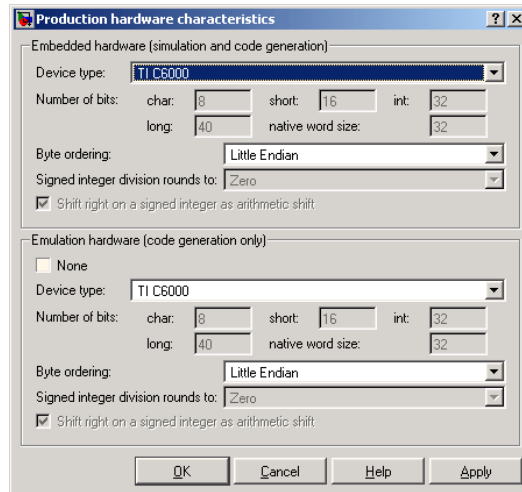 Production hardware characteristics
Embedded hardware (simulation and code generation)
Device type: TI C6000
Number of bits: char: 8 short: 16 int: 32
long: 40 native word size: 32
Byte ordering: Little Endian
Signed integer division rounds to: Zero
Shift right on a signed integer as arithmetic shift
Emulation hardware (code generation only)
None
Device type: TI C6000
Number of bits: char: 8 short: 16 int: 32
long: 40 native word size: 32
Byte ordering: Little Endian
Signed integer division rounds to: Zero
Shift right on a signed integer as arithmetic shift
OK Cancel Help Apply